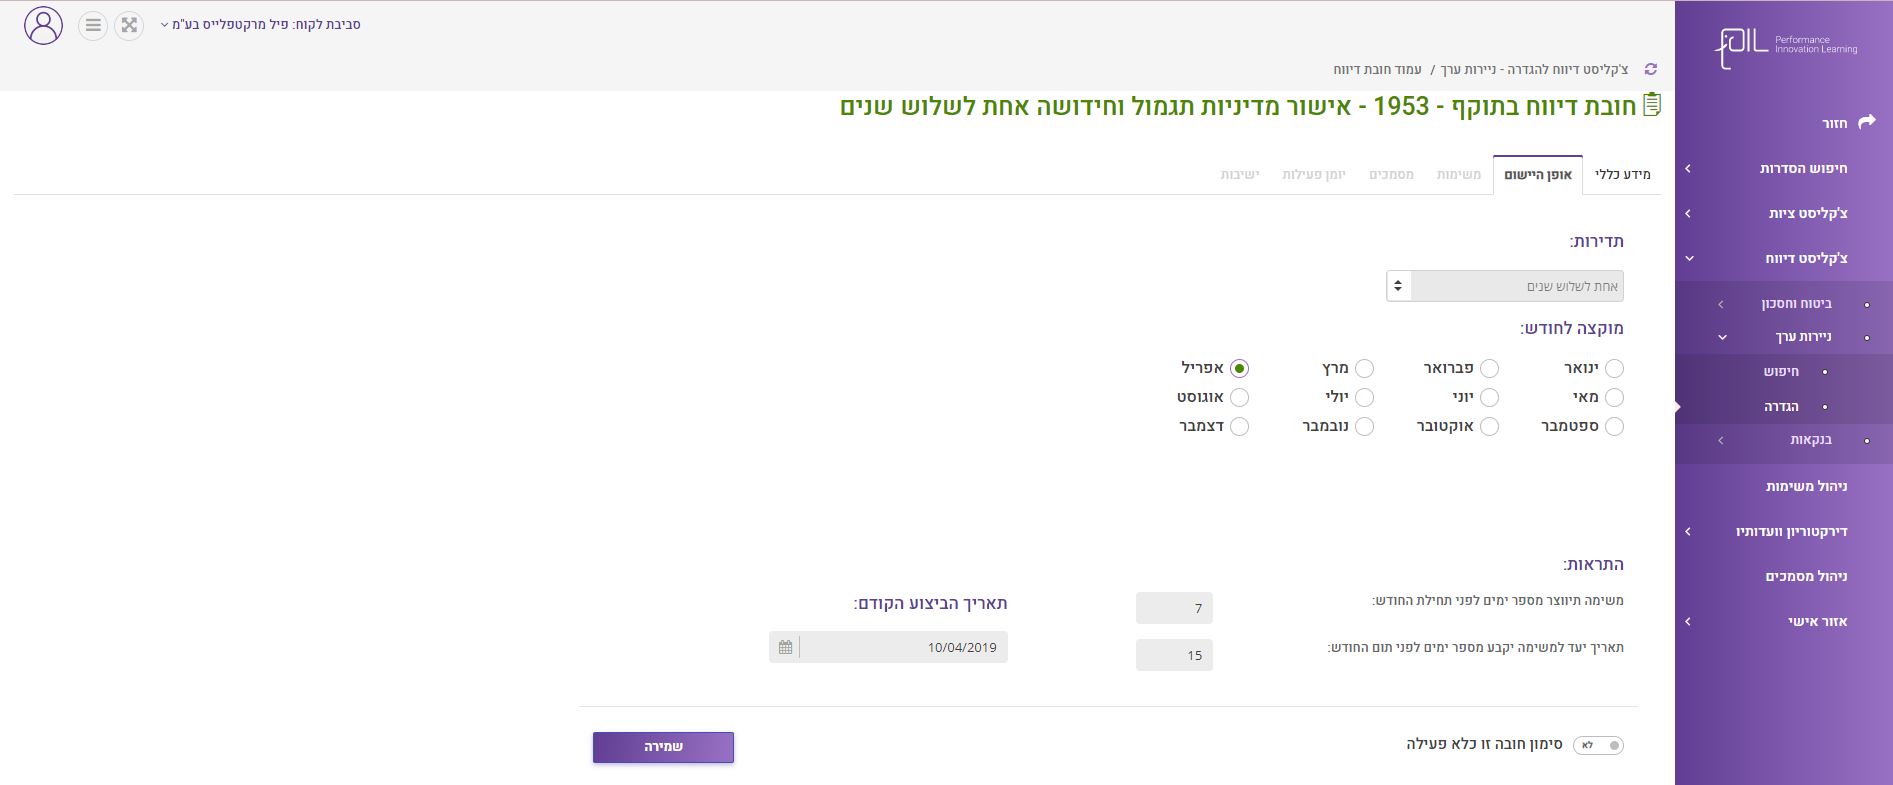 fOIL Performance
Innovation Learning
חזור
חיפוש הסדרות
צ'קליסט ציות
צ'קליסט דיווח
ביטוח וחסכון
ניירות ערך
חיפוש
הגדרה
בנקאות
ניהול משימות
דירקטוריון וועדותיו
ניהול מסמכים
אזור אישי
סביבת לקוח: פיל מרקטפלייס בע"מ
צ'קליסט דיווח להגדרה - ניירות ערך / עמוד חובת דיווח
חובת דיווח בתוקף - 1953 - אישור מדיניות תגמול וחידושה אחת לשלוש שנים
מידע כללי אופן היישום משימות מסמכים יומן פעילות ישיבות
תדירות:
אחת לשלוש שנים
מוקצה לחודש:
ינואר פברואר מרץ אפריל
מאי יוני יולי אוגוסט
ספטמבר אוקטובר נובמבר דצמבר
התראות:
משימה תיווצר מספר ימים לפני תחילת החודש: 7
תאריך יעד למשימה יקבע מספר ימים לפני תום החודש: 15
תאריך הביצוע הקודם:
10/04/2019
לא סימון חובה זו כלא פעילה
שמירה